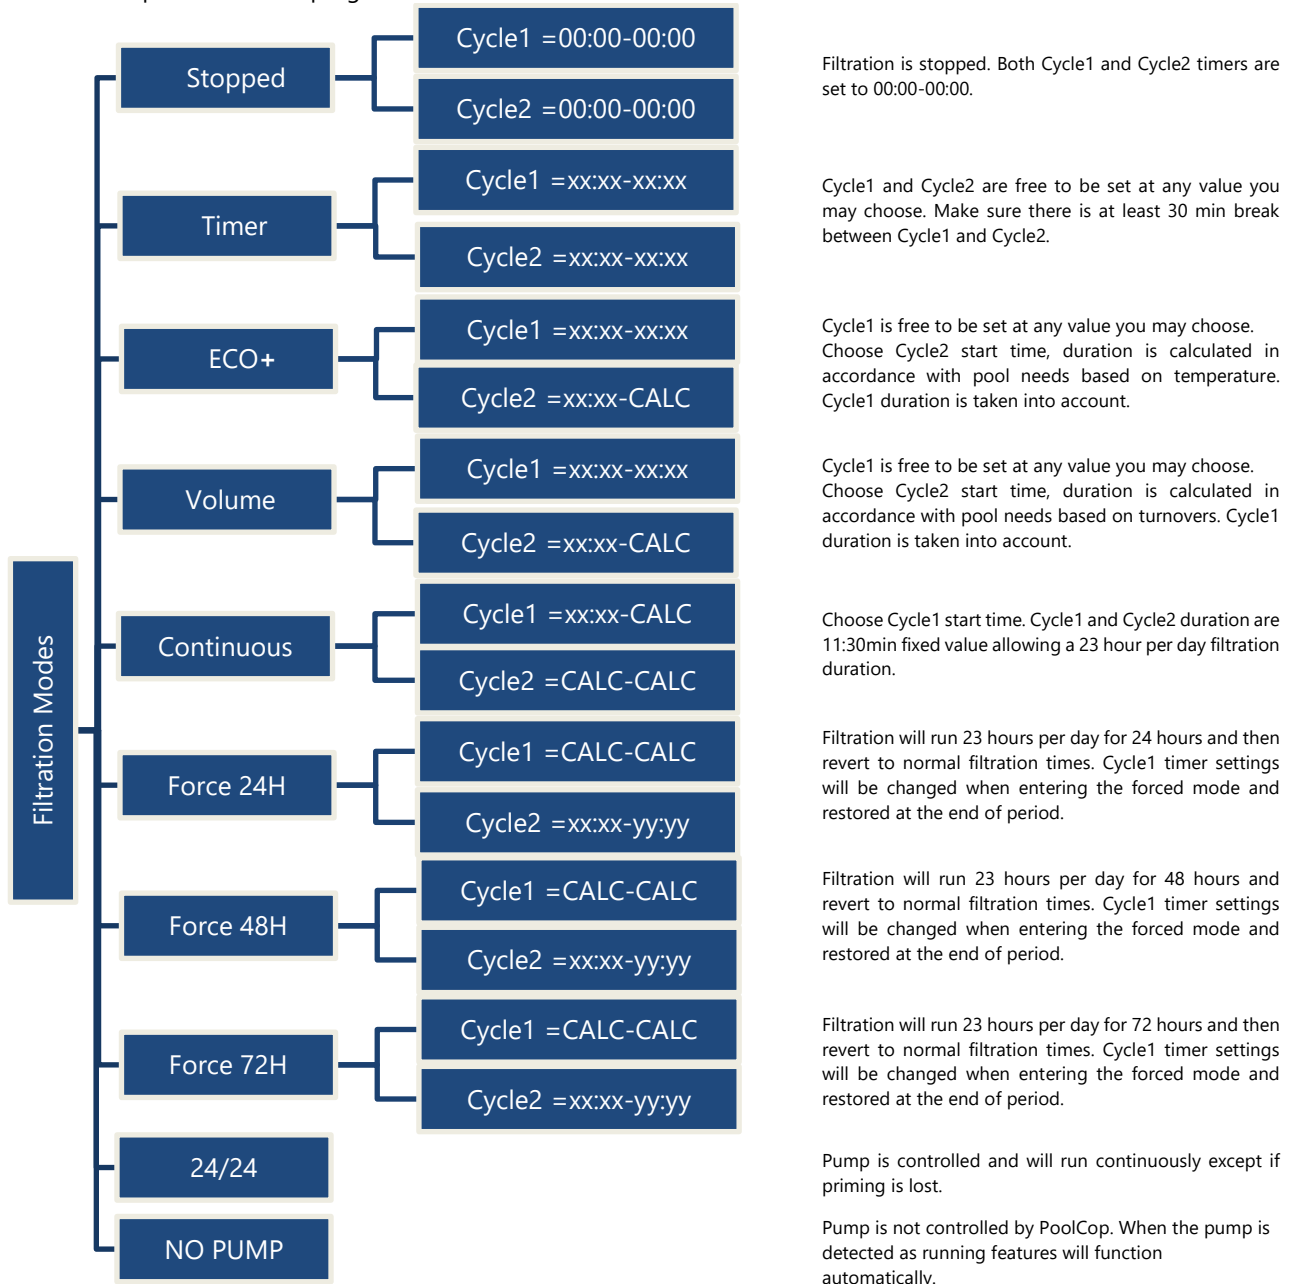 Filtration Modes
Stopped
Cycle1 =00:00-00:00
Cycle2 =00:00-00:00
Filtration is stopped. Both Cycle1 and Cycle2 timers are
set to 00:00-00:00.
Timer
Cycle1 =xx:xx-xx:xx
Cycle2 =xx:xx-xx:xx
Cycle1 and Cycle2 are free to be set at any value you
may choose. Make sure there is at least 30 min break
between Cycle1 and Cycle2.
ECO+
Cycle1 =xx:xx-xx:xx
Cycle2 =xx:xx-CALC
Cycle1 is free to be set at any value you may choose.
Choose Cycle2 start time, duration is calculated in
accordance with pool needs based on temperature.
Cycle1 duration is taken into account.
Volume
Cycle1 =xx:xx-xx:xx
Cycle2 =xx:xx-CALC
Cycle1 is free to be set at any value you may choose.
Choose Cycle2 start time, duration is calculated in
accordance with pool needs based on turnovers. Cycle1
duration is taken into account.
Continuous
Cycle1 =xx:xx-CALC
Cycle2 =CALC-CALC
Choose Cycle1 start time. Cycle1 and Cycle2 duration are
11:30min fixed value allowing a 23 hour per day filtration
duration.
Force 24H
Cycle1 =CALC-CALC
Cycle2 =xx:xx-yy:yy
Filtration will run 23 hours per day for 24 hours and then
revert to normal filtration times. Cycle1 timer settings
will be changed when entering the forced mode and
restored at the end of period.
Force 48H
Cycle1 =CALC-CALC
Cycle2 =xx:xx-yy:yy
Filtration will run 23 hours per day for 48 hours and
revert to normal filtration times. Cycle1 timer settings
will be changed when entering the forced mode and
restored at the end of period.
Force 72H
Cycle1 =CALC-CALC
Cycle2 =xx:xx-yy:yy
Filtration will run 23 hours per day for 72 hours and then
revert to normal filtration times. Cycle1 timer settings
will be changed when entering the forced mode and
restored at the end of period.
24/24
Pump is controlled and will run continuously except if
priming is lost.
NO PUMP
Pump is not controlled by PoolCop. When the pump is
detected as running features will function
automatically.